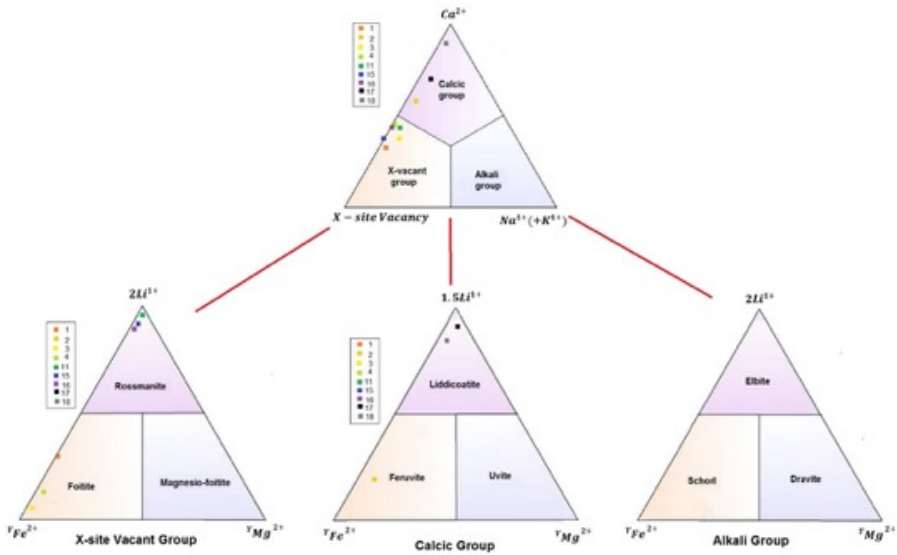 Ca²⁺
1
2
3
4
11
15
16
17
18
Calcic
group
X-vacant
group
Alkali
group
X − site Vacancy
Na¹⁺(+K¹⁺)
2Li¹⁺
1
2
3
4
11
15
16
17
18
Rossmanite
Foitite
Magnesio-foitite
ʸFe²⁺
ʸMg²⁺
X-site Vacant Group
1.5Li¹⁺
1
2
3
4
11
15
16
17
18
Liddicoatite
Feruvite
Uvite
ʸFe²⁺
ʸMg²⁺
Calcic Group
2Li¹⁺
Elbite
Schorl
Dravite
ʸFe²⁺
ʸMg²⁺
Alkali Group